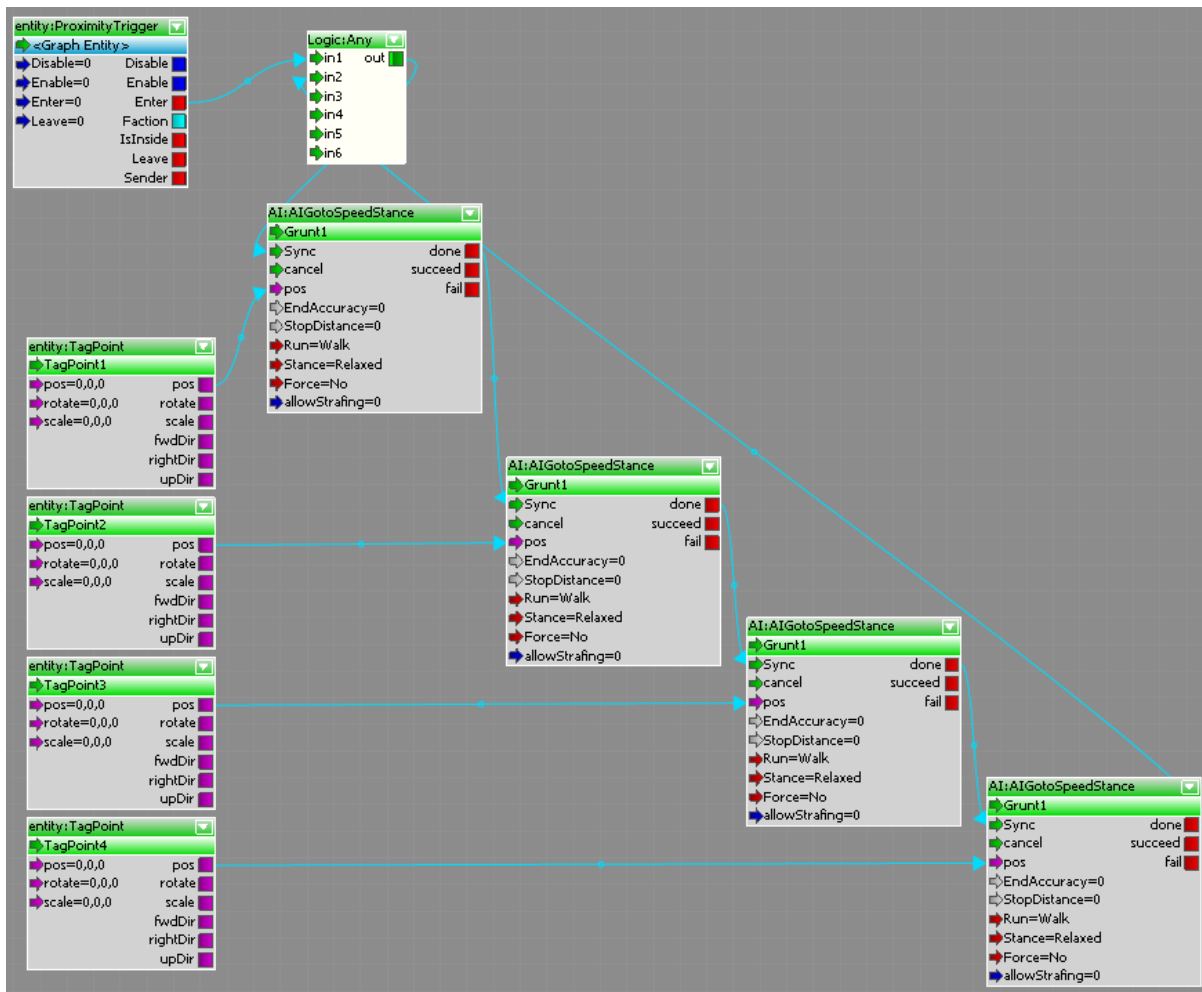 entity:ProximityTrigger
<Graph Entity>
Disable=0 Disable
Enable=0 Enable
Enter=0 Enter
Leave=0 Faction
IsInside
Leave
Sender
Logic:Any
in1 out
in2
in3
in4
in5
in6
AI:AIGotoSpeedStance
Grunt1
Sync done
cancel succeed
pos fail
EndAccuracy=0
StopDistance=0
Run=Walk
Stance=Relaxed
Force=No
allowStrafing=0
entity:TagPoint
TagPoint1
pos=0,0,0 pos
rotate=0,0,0 rotate
scale=0,0,0 scale
fwdDir
rightDir
upDir
AI:AIGotoSpeedStance
Grunt1
Sync done
cancel succeed
pos fail
EndAccuracy=0
StopDistance=0
Run=Walk
Stance=Relaxed
Force=No
allowStrafing=0
entity:TagPoint
TagPoint2
pos=0,0,0 pos
rotate=0,0,0 rotate
scale=0,0,0 scale
fwdDir
rightDir
upDir
AI:AIGotoSpeedStance
Grunt1
Sync done
cancel succeed
pos fail
EndAccuracy=0
StopDistance=0
Run=Walk
Stance=Relaxed
Force=No
allowStrafing=0
entity:TagPoint
TagPoint3
pos=0,0,0 pos
rotate=0,0,0 rotate
scale=0,0,0 scale
fwdDir
rightDir
upDir
AI:AIGotoSpeedStance
Grunt1
Sync done
cancel succeed
pos fail
EndAccuracy=0
StopDistance=0
Run=Walk
Stance=Relaxed
Force=No
allowStrafing=0
entity:TagPoint
TagPoint4
pos=0,0,0 pos
rotate=0,0,0 rotate
scale=0,0,0 scale
fwdDir
rightDir
upDir